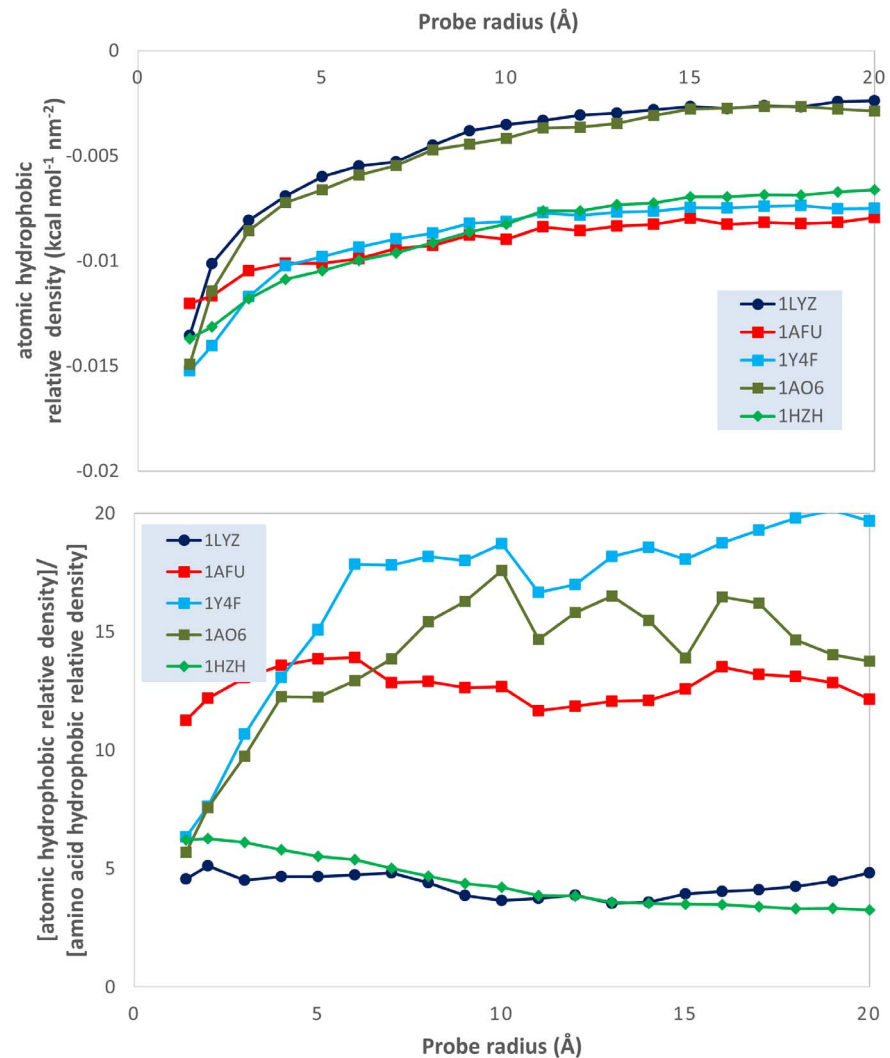 Probe radius (Å)
0
0 5 10 15 20
-0.005
-0.01
-0.015
-0.02
atomic hydrophobic
relative density (kcal mol⁻¹ nm⁻²)
1LYZ
1AFU
1Y4F
1AO6
1HZH
20
15
10
5
0
[atomic hydrophobic relative density]/
[amino acid hydrophobic relative density]
1LYZ
1AFU
1Y4F
1AO6
1HZH
0 5 10 15 20
Probe radius (Å)